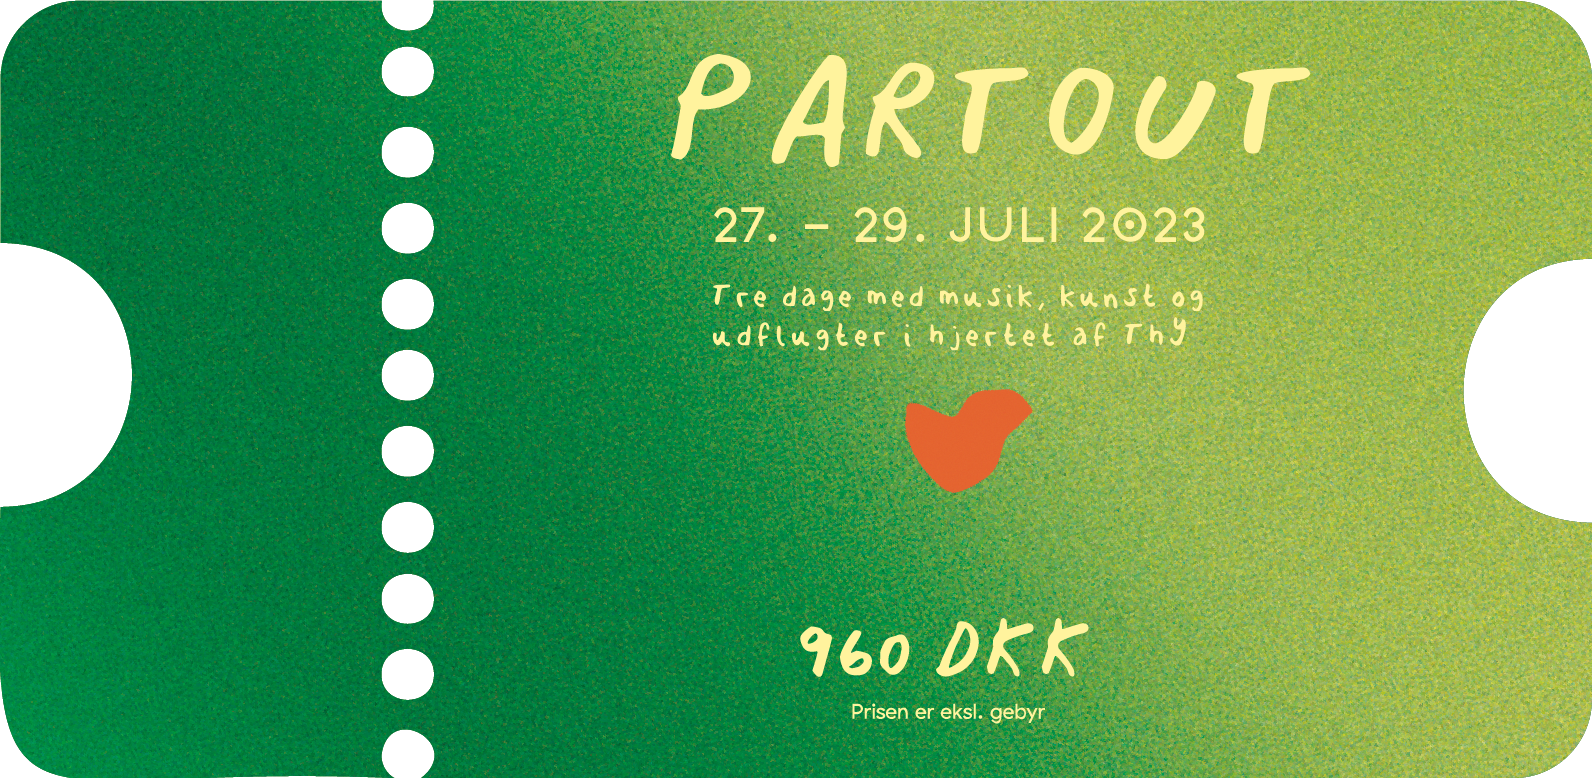 PARTOUT
27. – 29. JULI 2023
Tre dage med musik, kunst og
udflugter i hjertet af Thy
960 DKK
Prisen er eksl. gebyr